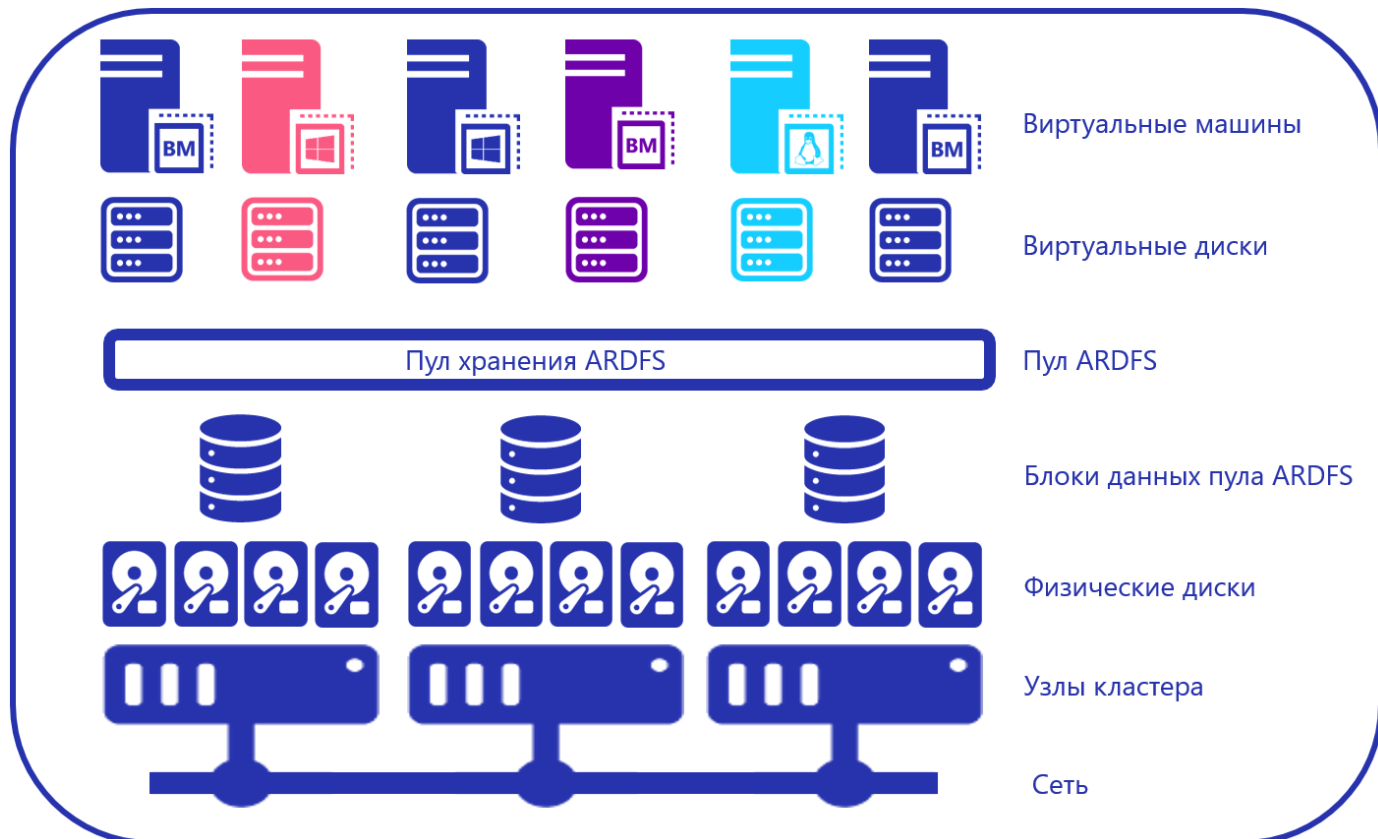 ВМ
ВМ
ВМ
Виртуальные машины
Виртуальные диски
Пул хранения ARDFS
Пул ARDFS
Блоки данных пула ARDFS
Физические диски
Узлы кластера
Сеть